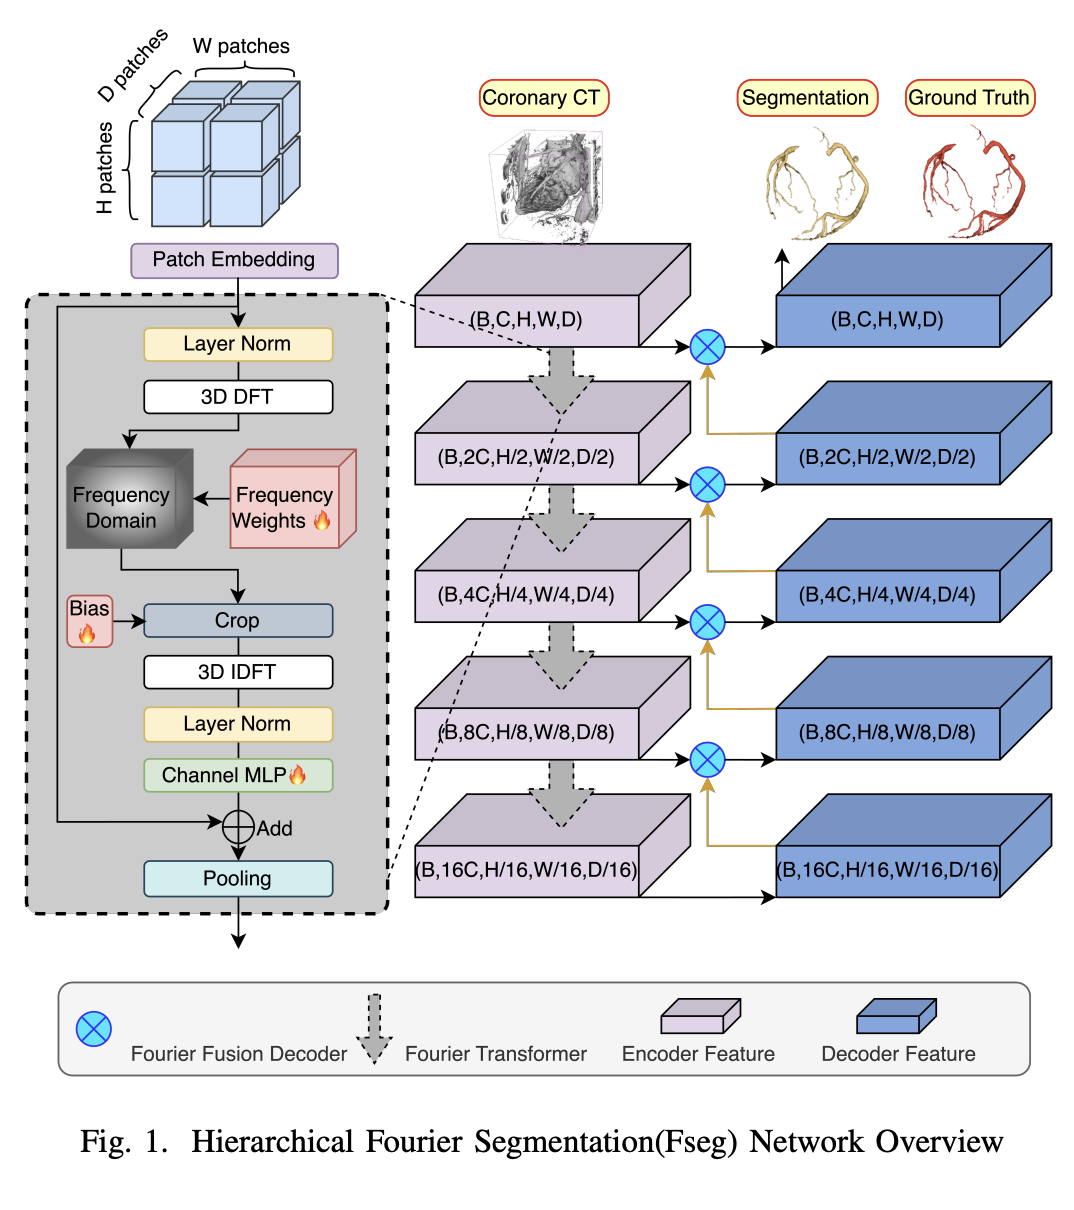 W patches
D patches
H patches
Patch Embedding
Layer Norm
3D DFT
Frequency
Domain
Frequency
Weights
Bias
Crop
3D IDFT
Layer Norm
Channel MLP
Add
Pooling
Coronary CT
Segmentation
Ground Truth
(B,C,H,W,D)
(B,C,H,W,D)
(B,2C,H/2,W/2,D/2)
(B,2C,H/2,W/2,D/2)
(B,4C,H/4,W/4,D/4)
(B,4C,H/4,W/4,D/4)
(B,8C,H/8,W/8,D/8)
(B,8C,H/8,W/8,D/8)
(B,16C,H/16,W/16,D/16)
(B,16C,H/16,W/16,D/16)
Fourier Fusion Decoder
Fourier Transformer
Encoder Feature
Decoder Feature
Fig. 1. Hierarchical Fourier Segmentation(Fseg) Network Overview